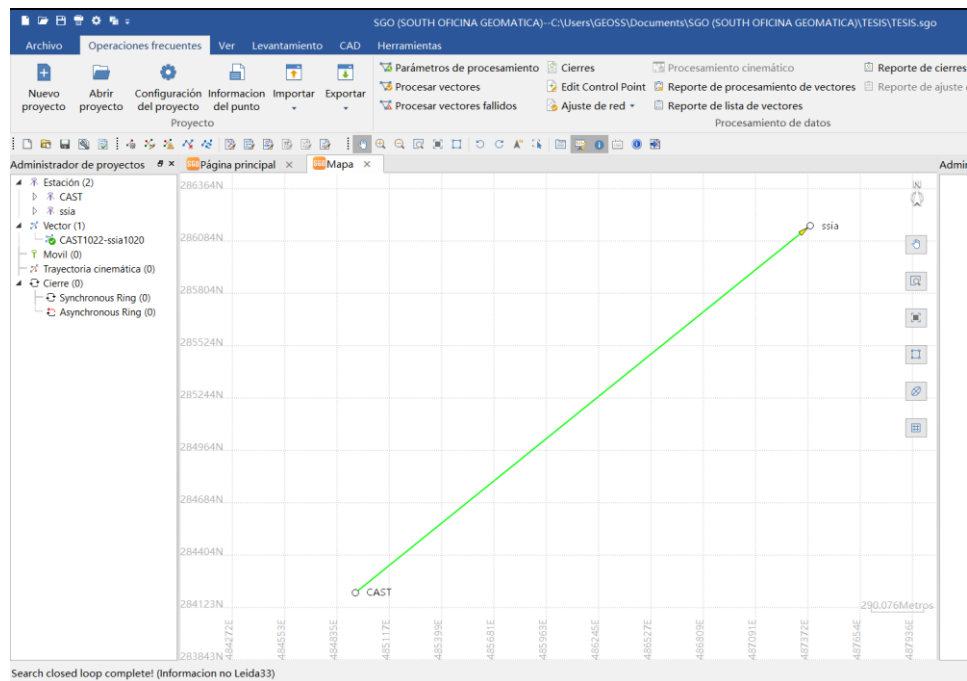 SGO (SOUTH OFICINA GEOMATICA)--C:\Users\GEOSS\Documents\SGO (SOUTH OFICINA GEOMATICA)\TESIS\TESIS.sgo
Archivo Operaciones frecuentes Ver Levantamiento CAD Herramientas
Parámetros de procesamiento Cierres Procesamiento cinemático Reporte de cierres
Procesar vectores Edit Control Point Reporte de procesamiento de vectores Reporte de ajuste
Procesar vectores fallidos Ajuste de red Reporte de lista de vectores
Nuevo proyecto
Abrir proyecto
Configuración del proyecto
Informacion del punto
Importar
Exportar
Proyecto
Procesamiento de datos
Administrador de proyectos
SGO Página principal
SGO Mapa
Admin
Estación (2)
CAST
ssia
Vector (1)
CAST1022-ssia1020
Movil (0)
Trayectoria cinemática (0)
Cierre (0)
Synchronous Ring (0)
Asynchronous Ring (0)
286364N
286084N
285804N
285524N
285244N
284964N
284684N
284404N
284123N
283843N
N
ssia
CAST
290.076Metros
484272E
484553E
484835E
485117E
485399E
485681E
485963E
486245E
486527E
486809E
487091E
487372E
487654E
487936E
Search closed loop complete! (Informacion no Leida33)